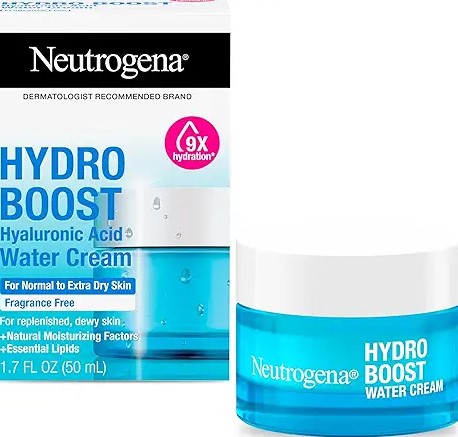 HYDRO BOOST
Neutrogena®
DERMATOLOGIST RECOMMENDED BRAND
9X
hydration*
HYDRO
BOOST
Hyaluronic Acid
Water Cream
For Normal to Extra Dry Skin
Fragrance Free
For replenished, dewy skin
+Natural Moisturizing Factors
+Essential Lipids
1.7 FL OZ (50 mL)
Neutrogena®
HYDRO
BOOST
WATER CREAM